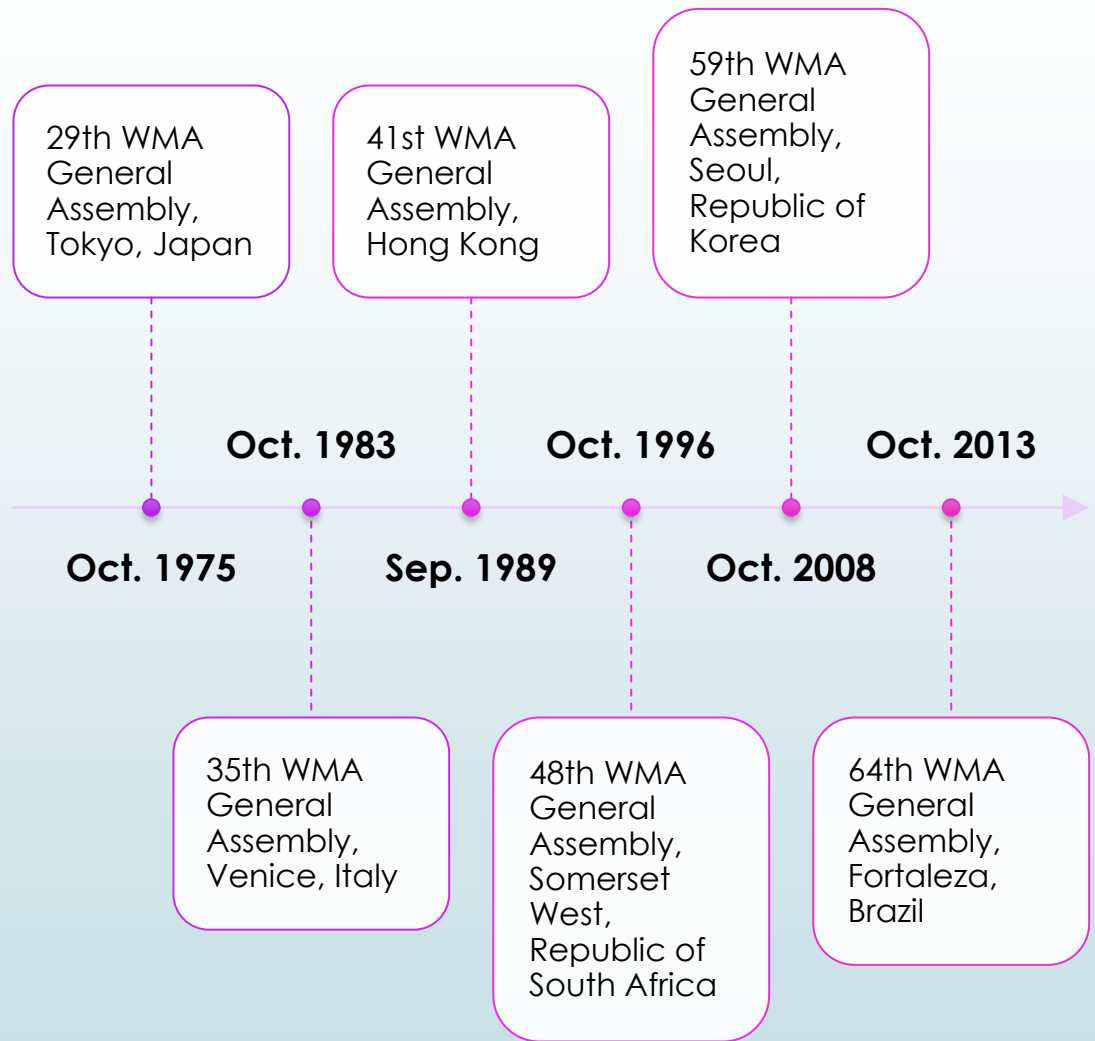 29th WMA
General
Assembly,
Tokyo, Japan
Oct. 1975
Oct. 1983
35th WMA
General
Assembly,
Venice, Italy
41st WMA
General
Assembly,
Hong Kong
Sep. 1989
Oct. 1996
48th WMA
General
Assembly,
Somerset
West,
Republic of
South Africa
59th WMA
General
Assembly,
Seoul,
Republic of
Korea
Oct. 2008
Oct. 2013
64th WMA
General
Assembly,
Fortaleza,
Brazil